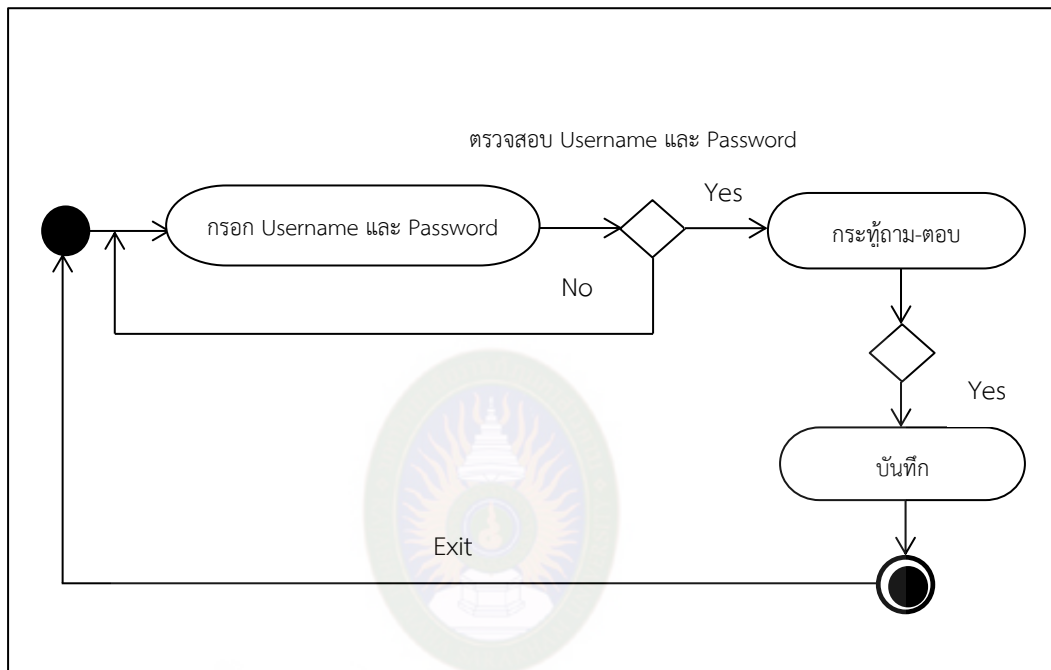 ตรวจสอบ Username และ Password
Yes
กรอก Username และ Password
กระทู้ถาม-ตอบ
No
Yes
บันทึก
Exit